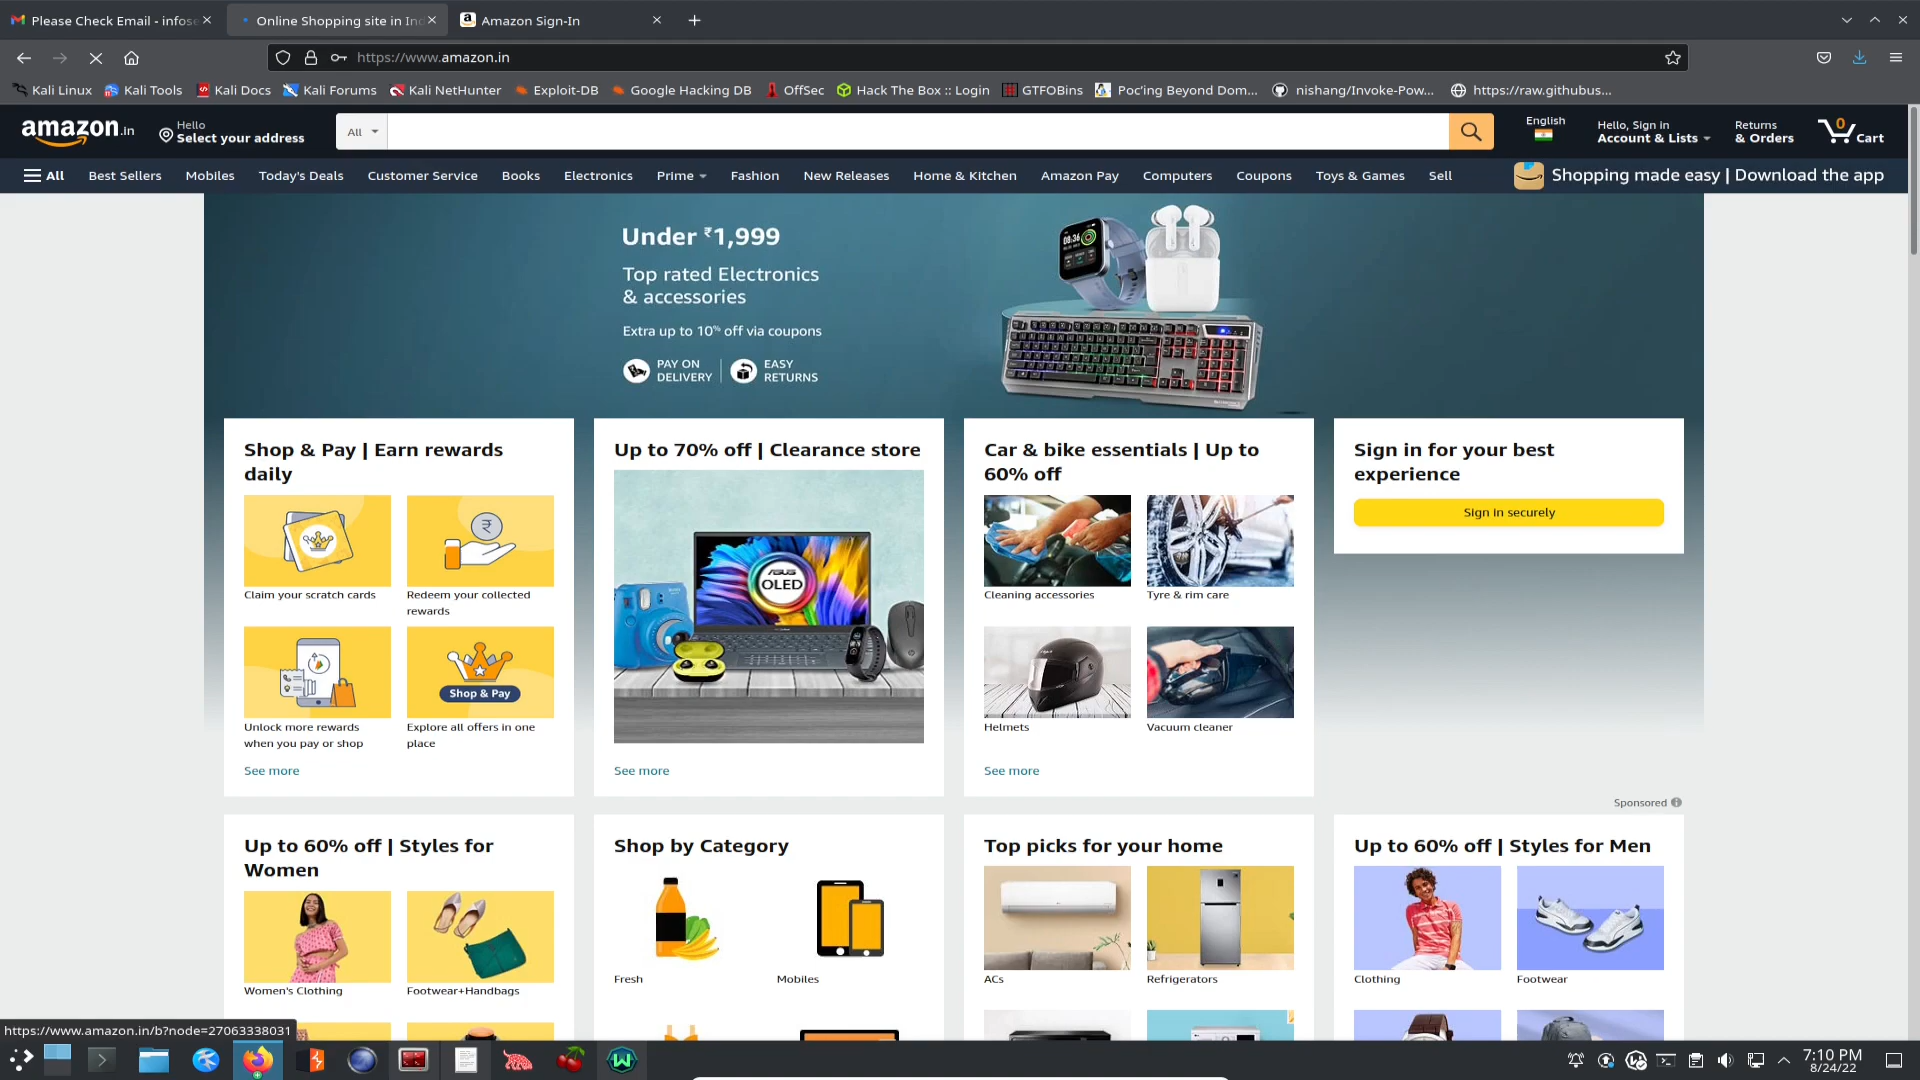 Please Check Email - infose
Online Shopping site in Ind
Amazon Sign-In
https://www.amazon.in
Kali Linux
Kali Tools
Kali Docs
Kali Forums
Kali NetHunter
Exploit-DB
Google Hacking DB
OffSec
Hack The Box :: Login
GTFOBins
Poc'ing Beyond Dom...
nishang/Invoke-Pow...
https://raw.githubus...
amazon.in
Hello
Select your address
All
English
Hello, Sign in
Account & Lists
Returns
& Orders
0
Cart
All
Best Sellers
Mobiles
Today's Deals
Customer Service
Books
Electronics
Prime
Fashion
New Releases
Home & Kitchen
Amazon Pay
Computers
Coupons
Toys & Games
Sell
Shopping made easy | Download the app
Under ₹1,999
Top rated Electronics
& accessories
Extra up to 10% off via coupons
PAY ON
DELIVERY
EASY
RETURNS
08:36
Shop & Pay | Earn rewards
daily
Claim your scratch cards
Redeem your collected
rewards
Shop & Pay
Unlock more rewards
when you pay or shop
Explore all offers in one
place
See more
Up to 70% off | Clearance store
ASUS
OLED
See more
Car & bike essentials | Up to
60% off
Cleaning accessories
Tyre & rim care
Helmets
Vacuum cleaner
See more
Sign in for your best
experience
Sign in securely
Sponsored
Up to 60% off | Styles for
Women
Women's Clothing
Footwear+Handbags
Shop by Category
Fresh
Mobiles
Top picks for your home
ACs
Refrigerators
Up to 60% off | Styles for Men
Clothing
Footwear
https://www.amazon.in/b?node=27063338031
7:10 PM
8/24/22